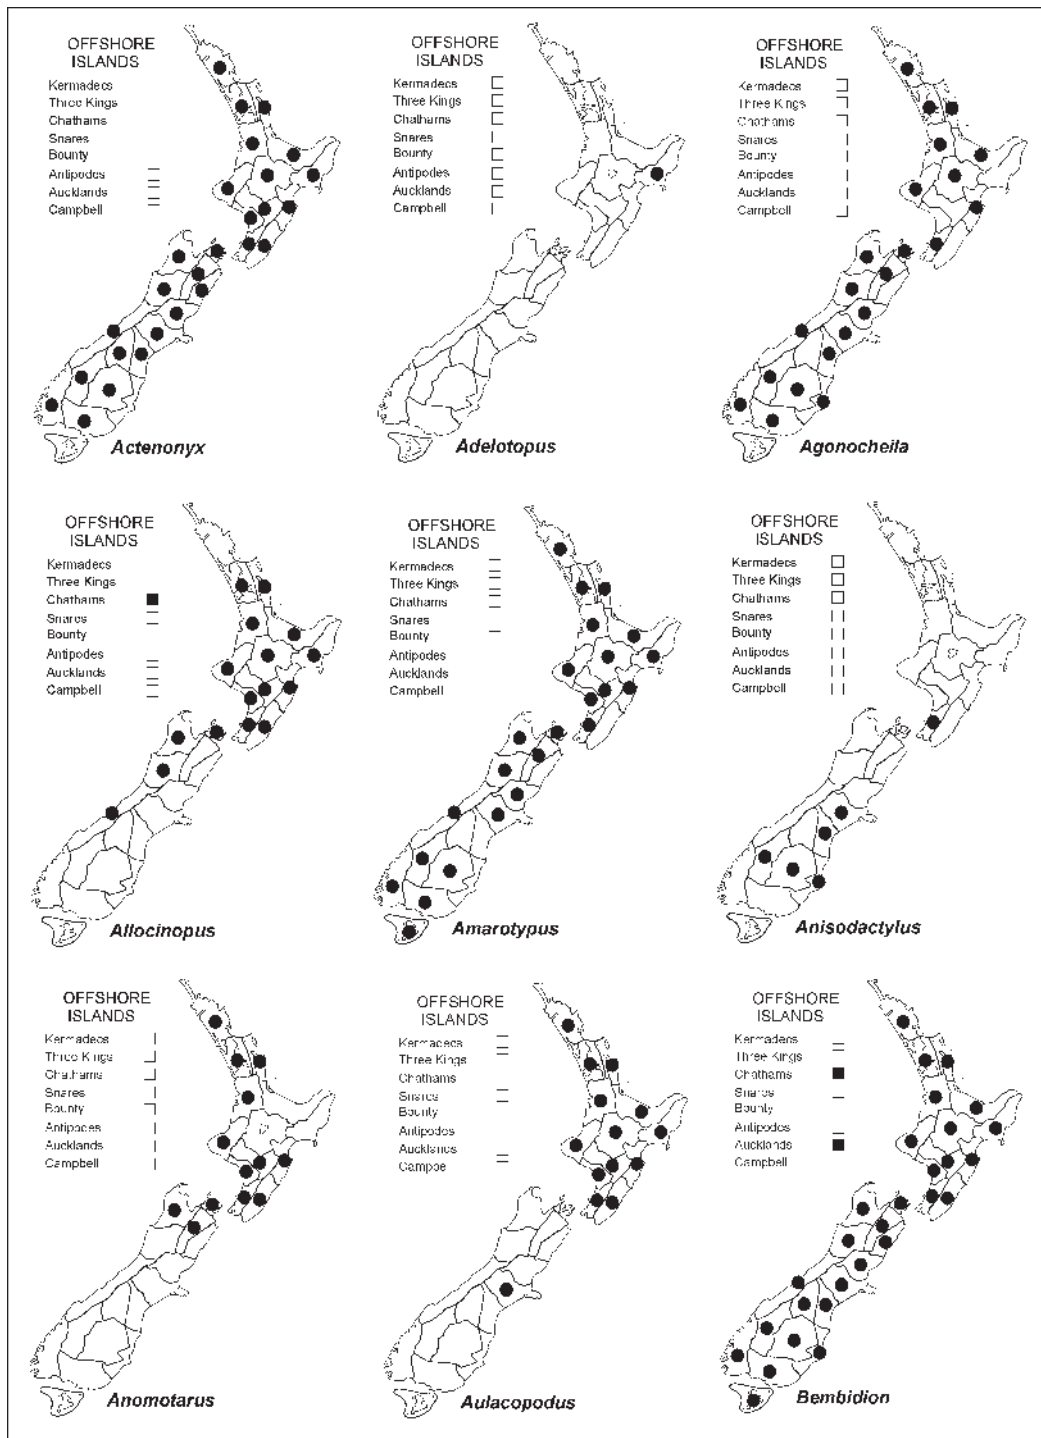 OFFSHORE
ISLANDS
Kermadecs
Three Kings
Chathams
Snares
Bounty
Antipodes
Aucklands
Campbell
Actenonyx
OFFSHORE
ISLANDS
Kermadecs
Three Kings
Chathams
Snares
Bounty
Antipodes
Aucklands
Campbell
Adelotopus
OFFSHORE
ISLANDS
Kermadecs
Three Kings
Chathams
Snares
Bounty
Antipodes
Aucklands
Campbell
Agonocheila
OFFSHORE
ISLANDS
Kermadecs
Three Kings
Chathams
Snares
Bounty
Antipodes
Aucklands
Campbell
Allocinopus
OFFSHORE
ISLANDS
Kermadecs
Three Kings
Chathams
Snares
Bounty
Antipodes
Aucklands
Campbell
Amarotypus
OFFSHORE
ISLANDS
Kermadecs
Three Kings
Chathams
Snares
Bounty
Antipodes
Aucklands
Campbell
Anisodactylus
OFFSHORE
ISLANDS
Kermadecs
Three Kings
Chathams
Snares
Bounty
Antipodes
Aucklands
Campbell
Anomotarus
OFFSHORE
ISLANDS
Kermadecs
Three Kings
Chathams
Snares
Bounty
Antipodes
Aucklands
Campbe
Aulacopodus
OFFSHORE
ISLANDS
Kermadecs
Three Kings
Chathams
Snares
Bounty
Antipodes
Aucklands
Campbell
Bembidion